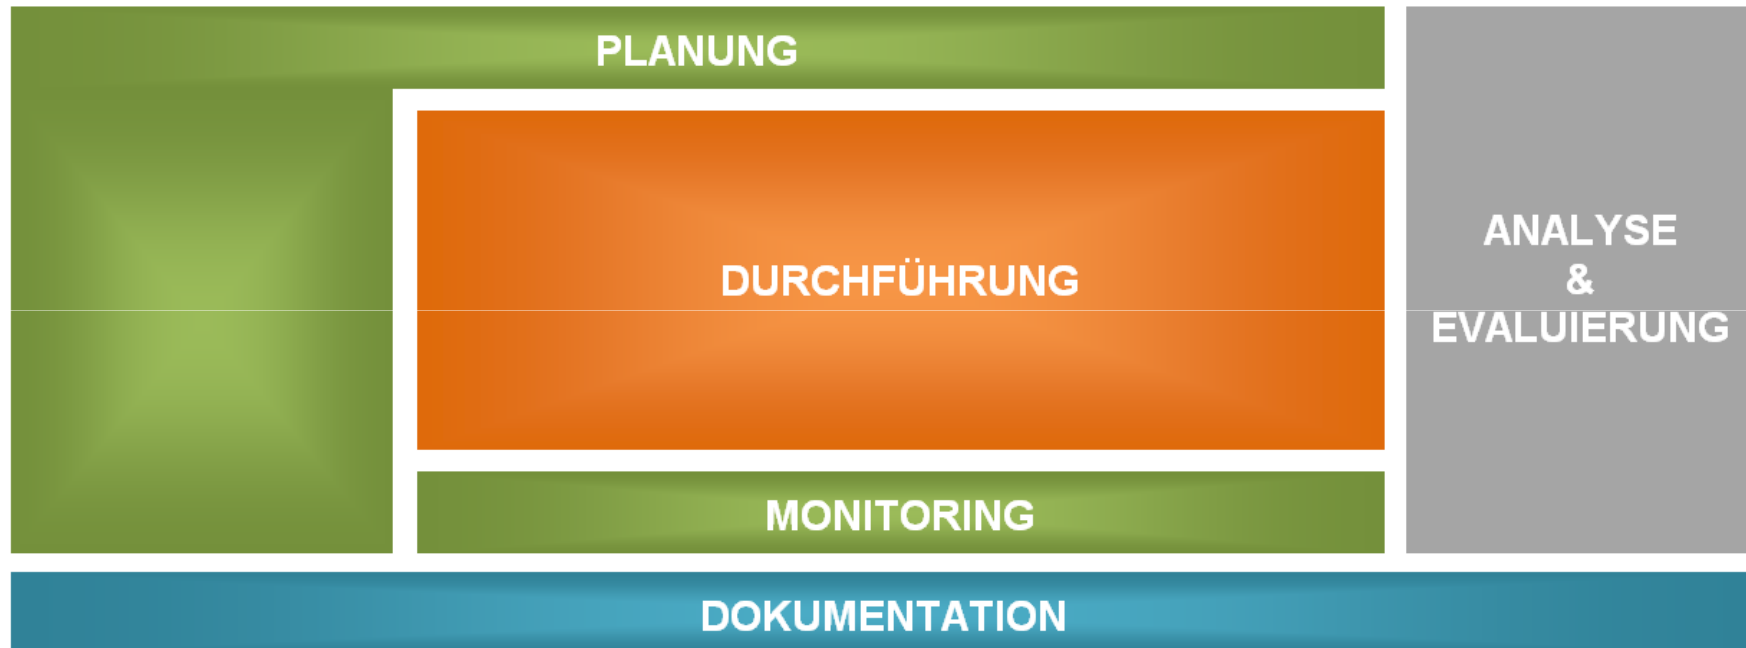 PLANUNG
DURCHFÜHRUNG
ANALYSE
&
EVALUIERUNG
MONITORING
DOKUMENTATION